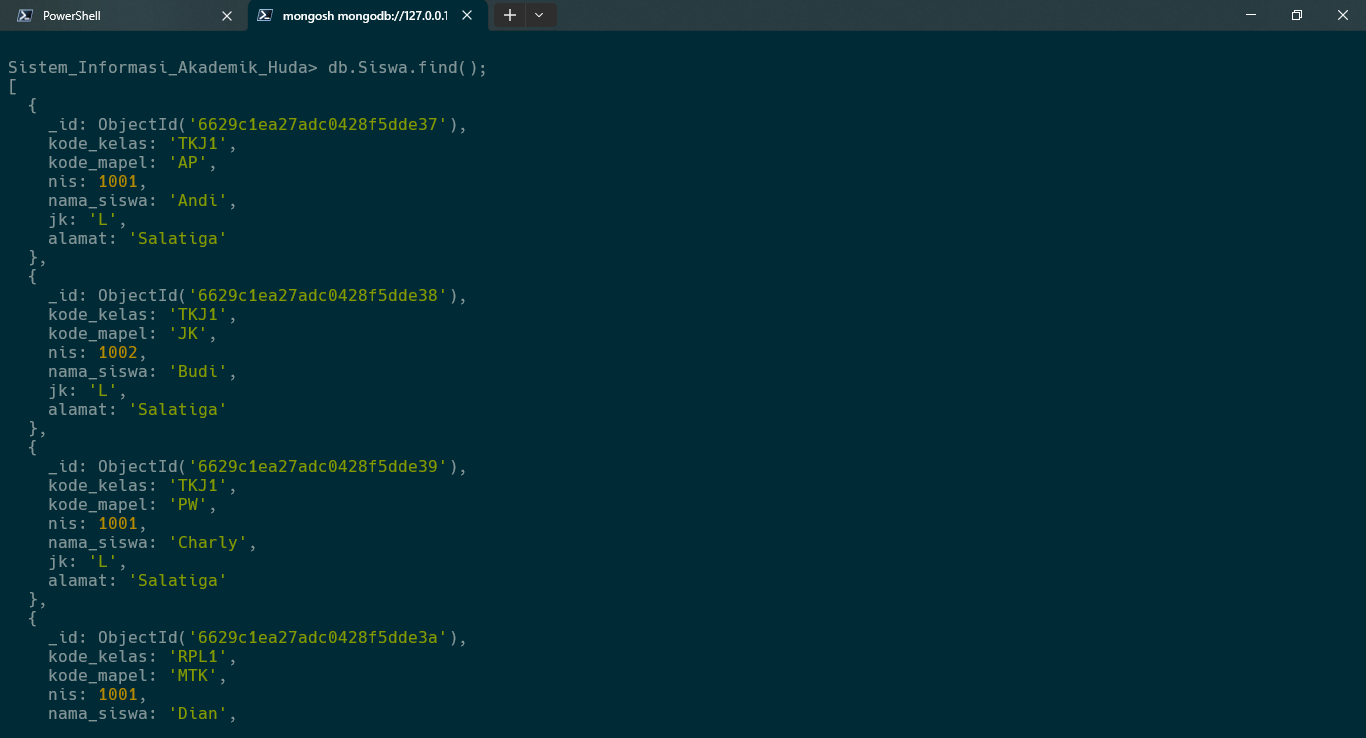 PowerShell
mongosh mongodb://127.0.0.1
Sistem_Informasi_Akademik_Huda> db.Siswa.find();
[
  {
    _id: ObjectId('6629c1ea27adc0428f5dde37'),
    kode_kelas: 'TKJ1',
    kode_mapel: 'AP',
    nis: 1001,
    nama_siswa: 'Andi',
    jk: 'L',
    alamat: 'Salatiga'
  },
  {
    _id: ObjectId('6629c1ea27adc0428f5dde38'),
    kode_kelas: 'TKJ1',
    kode_mapel: 'JK',
    nis: 1002,
    nama_siswa: 'Budi',
    jk: 'L',
    alamat: 'Salatiga'
  },
  {
    _id: ObjectId('6629c1ea27adc0428f5dde39'),
    kode_kelas: 'TKJ1',
    kode_mapel: 'PW',
    nis: 1001,
    nama_siswa: 'Charly',
    jk: 'L',
    alamat: 'Salatiga'
  },
  {
    _id: ObjectId('6629c1ea27adc0428f5dde3a'),
    kode_kelas: 'RPL1',
    kode_mapel: 'MTK',
    nis: 1001,
    nama_siswa: 'Dian',